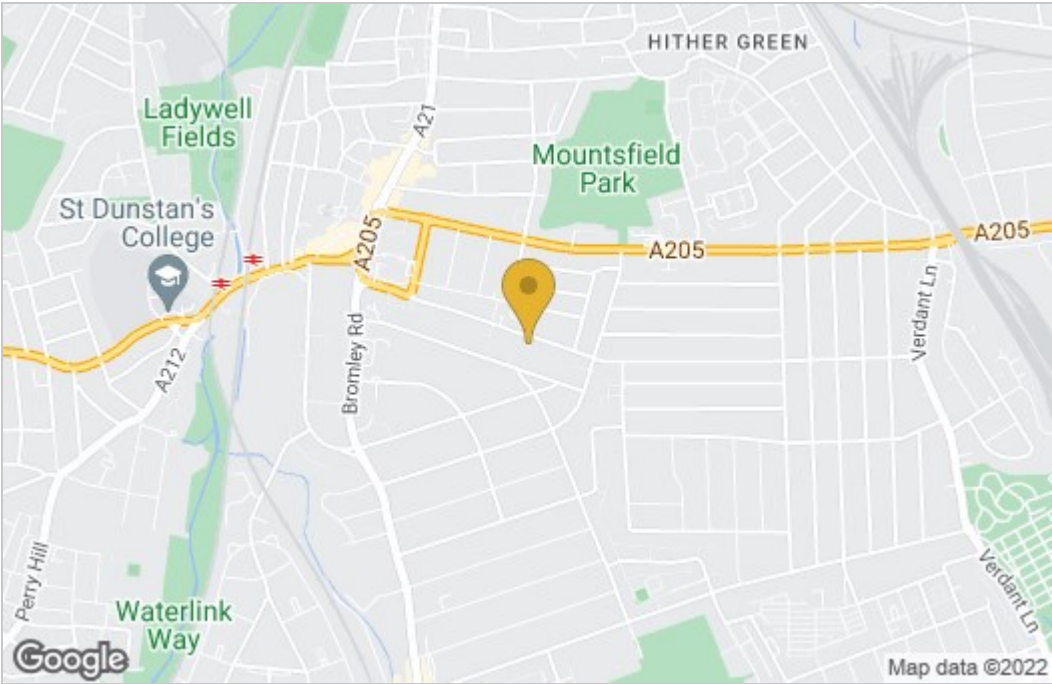 HITHER GREEN
Ladywell
Fields
A21
Mountsfield
Park
St Dunstan's
College
A205
A205
A205
Verdant Ln
A212
Bromley Rd
Perry Hill
Verdant Ln
Waterlink
Way
Google
Map data ©2022